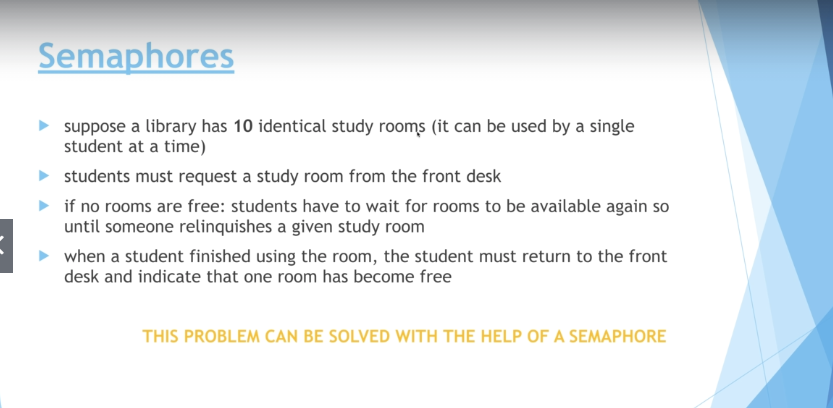 Semaphores
suppose a library has 10 identical study rooms (it can be used by a single
student at a time)
students must request a study room from the front desk
if no rooms are free: students have to wait for rooms to be available again so
until someone relinquishes a given study room
when a student finished using the room, the student must return to the front
desk and indicate that one room has become free
THIS PROBLEM CAN BE SOLVED WITH THE HELP OF A SEMAPHORE